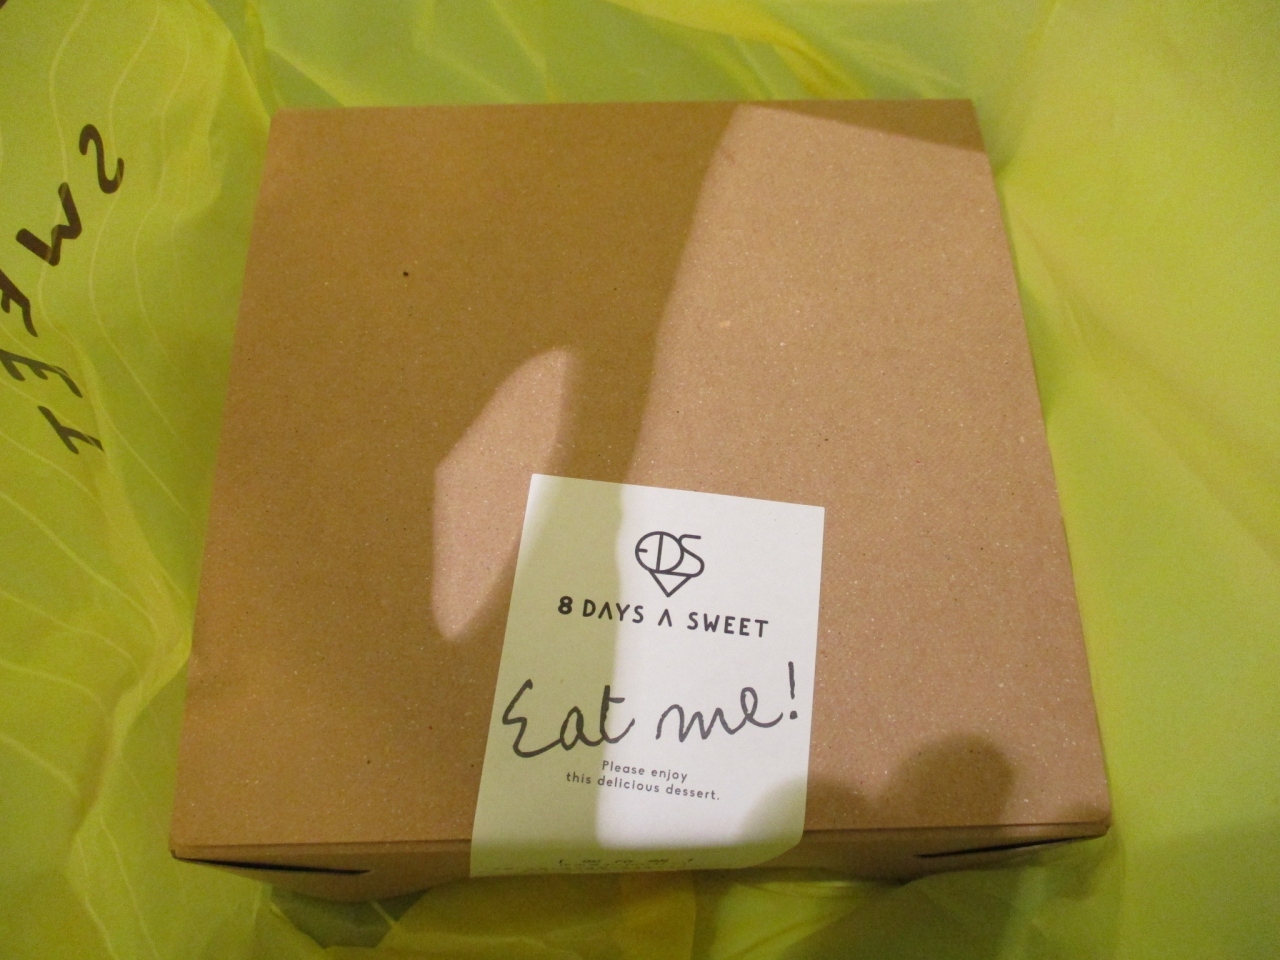 SWEET
EDS
8 DAYS A SWEET
Eat me!
Please enjoy
this delicious dessert.